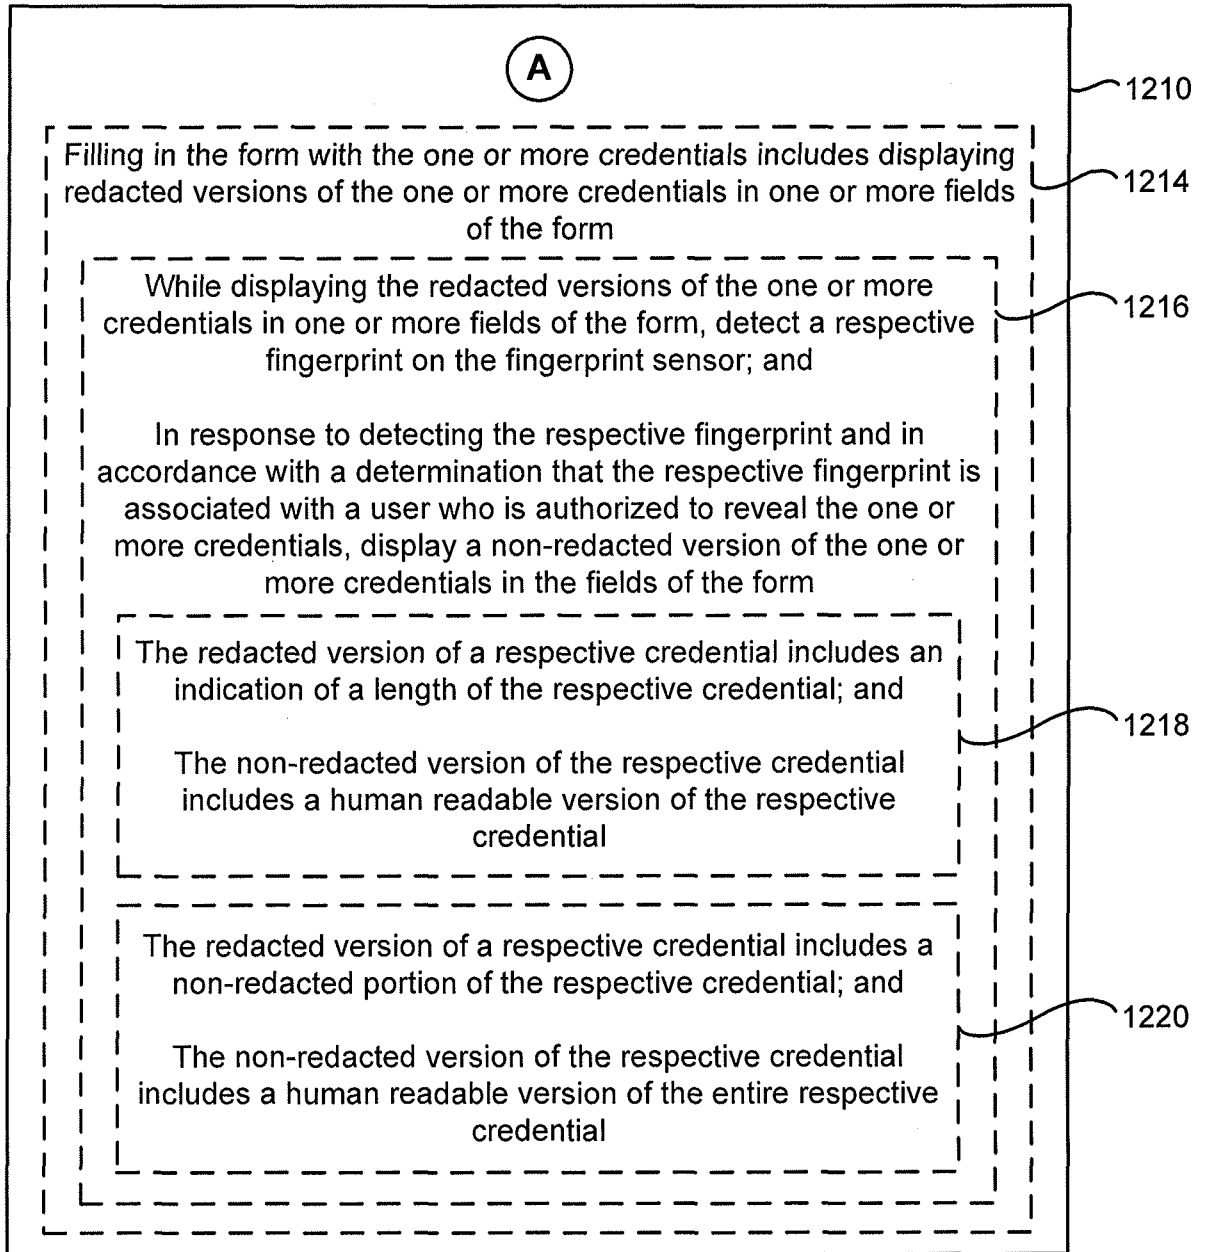 A
1210
Filling in the form with the one or more credentials includes displaying
redacted versions of the one or more credentials in one or more fields
of the form
1214
While displaying the redacted versions of the one or more
credentials in one or more fields of the form, detect a respective
fingerprint on the fingerprint sensor; and
1216
In response to detecting the respective fingerprint and in
accordance with a determination that the respective fingerprint is
associated with a user who is authorized to reveal the one or
more credentials, display a non-redacted version of the one or
more credentials in the fields of the form
The redacted version of a respective credential includes an
indication of a length of the respective credential; and
1218
The non-redacted version of the respective credential
includes a human readable version of the respective
credential
The redacted version of a respective credential includes a
non-redacted portion of the respective credential; and
1220
The non-redacted version of the respective credential
includes a human readable version of the entire respective
credential